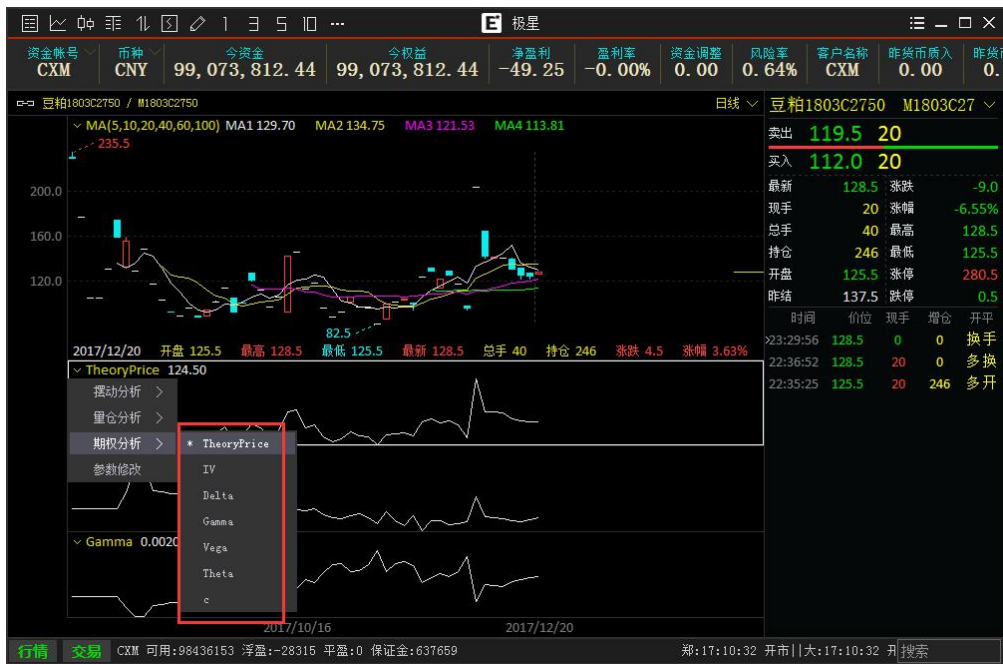 1 3 5 10 ... E 极星
资金帐号 币种 今资金 今权益 净盈利 盈利率 资金调整 风险率 客户名称 昨货币质入 昨货币
CXM CNY 99,073,812.44 99,073,812.44 -49.25 -0.00% 0.00 0.64% CXM 0.00 0.
豆粕1803C2750 / M1803C2750 日线
豆粕1803C2750 M1803C27
MA(5,10,20,40,60,100) MA1 129.70 MA2 134.75 MA3 121.53 MA4 113.81
235.5
卖出 119.5 20
买入 112.0 20
最新 128.5 涨跌 -9.0
200.0
现手 20 涨幅 -6.55%
总手 40 最高 128.5
160.0
持仓 246 最低 125.5
开盘 125.5 涨停 280.5
120.0
昨结 137.5 跌停 0.5
时间 价位 现手 增仓 开平
82.5
23:29:56 128.5 0 0 换手
22:36:52 128.5 20 0 多换
22:35:25 125.5 20 246 多开
2017/12/20 开盘 125.5 最高 128.5 最低 125.5 最新 128.5 总手 40 持仓 246 涨跌 4.5 涨幅 3.63%
TheoryPrice 124.50
摆动分析 >
量仓分析 >
期权分析 >
参数修改
* TheoryPrice
IV
Delta
Gamma
Vega
Theta
c
Gamma 0.0020
2017/10/16 2017/12/20
行情 交易 CXM 可用:98436153 浮盈:-28315 平盈:0 保证金:637659 郑:17:10:32 开市||大:17:10:32 开 搜索